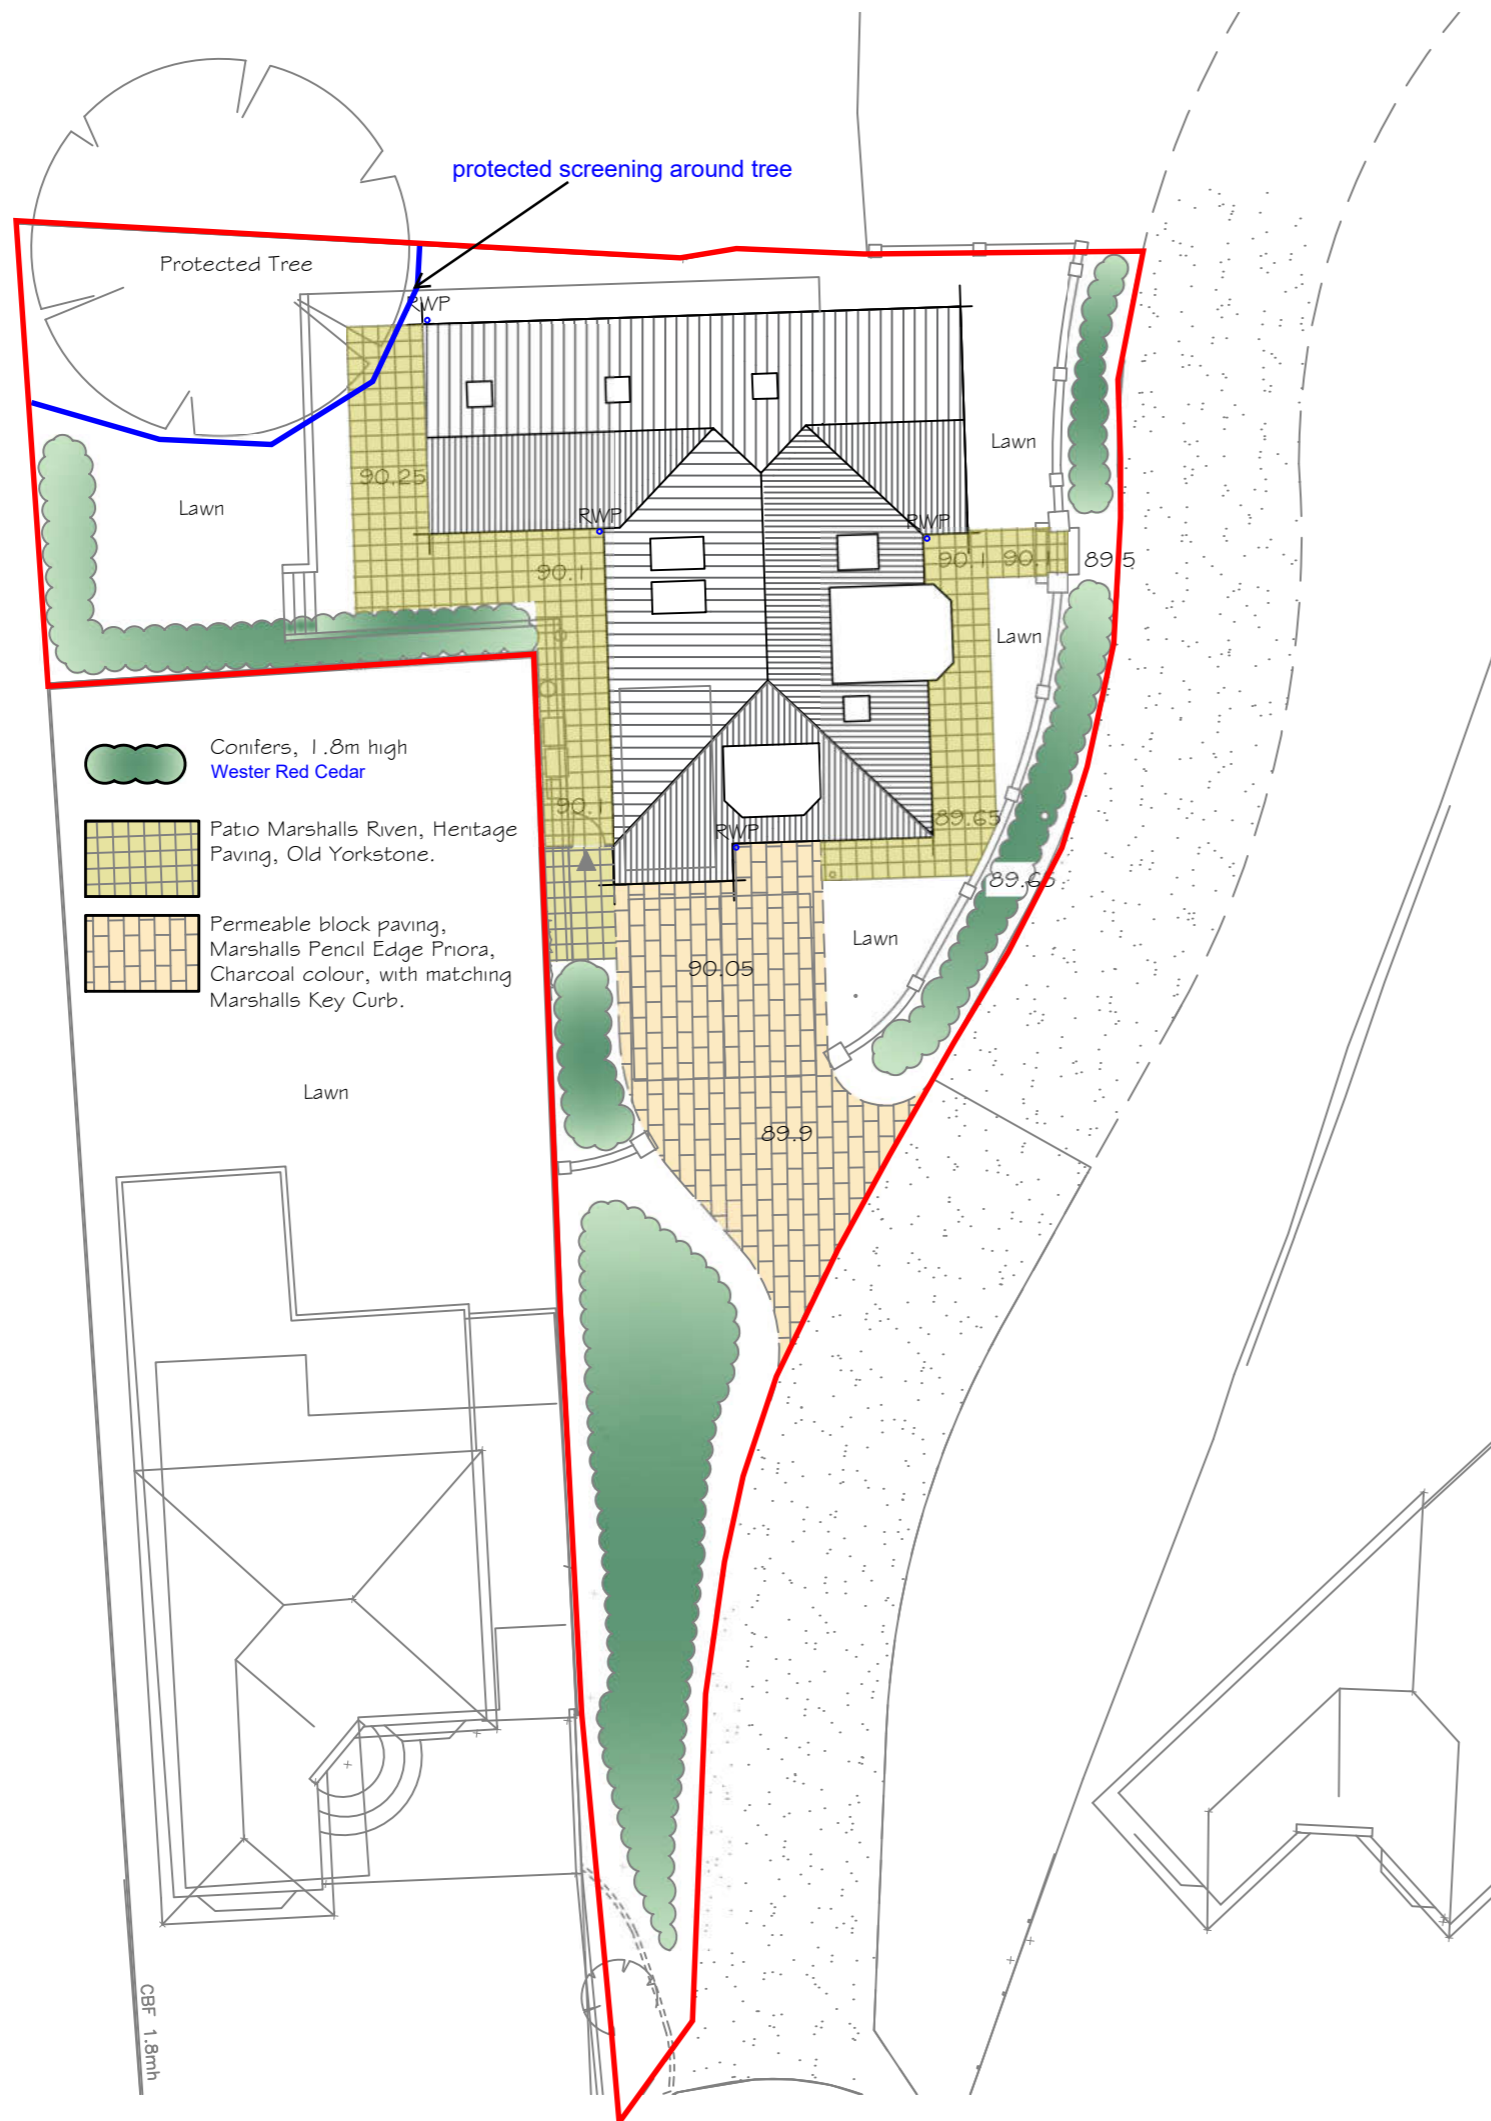 protected screening around tree
Protected Tree
RWP
Lawn
90.25
Lawn
RWP
RWP
90.1
90.1
90.1
89.5
Lawn
Conifers, 1.8m high
Wester Red Cedar
90.1
89.65
Patio Marshalls Riven, Heritage
Paving, Old Yorkstone.
RWP
89.65
Permeable block paving,
Marshalls Pencil Edge Priora,
Charcoal colour, with matching
Marshalls Key Curb.
Lawn
90.05
Lawn
89.9
CBF 1.8mh